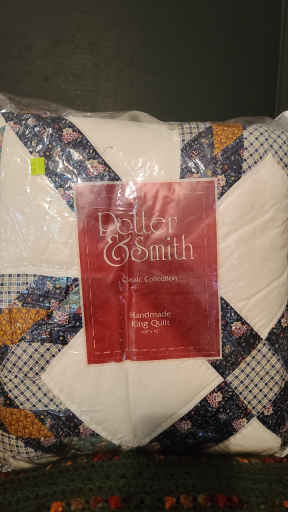 Potter
& Smith
Classic Collection
Handmade
King Quilt